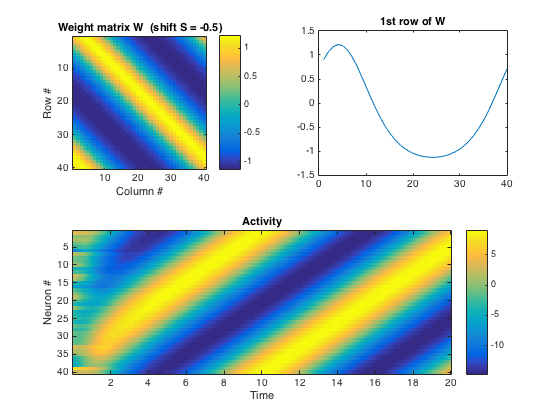 Weight matrix W (shift S = -0.5)
Row #
10
20
30
40
10 20 30 40
Column #
1
0.5
0
-0.5
-1
1st row of W
1.5
1
0.5
0
-0.5
-1
-1.5
0 10 20 30 40
Activity
Neuron #
5
10
15
20
25
30
35
40
2 4 6 8 10 12 14 16 18 20
Time
5
0
-5
-10